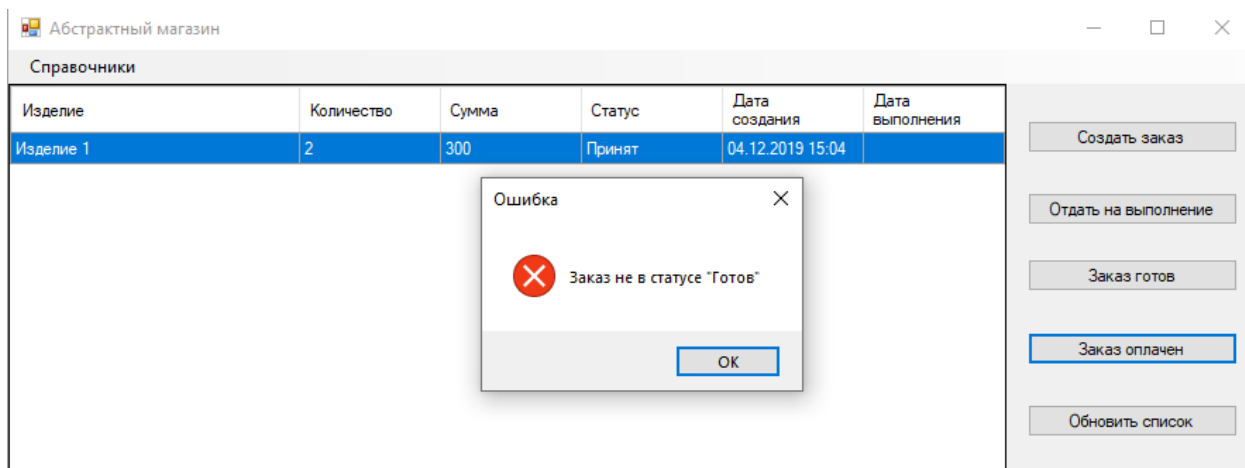 Абстрактный магазин
Справочники
Изделие Количество Сумма Статус Дата создания Дата выполнения
Изделие 1 2 300 Принят 04.12.2019 15:04
Ошибка
Заказ не в статусе "Готов"
OK
Создать заказ
Отдать на выполнение
Заказ готов
Заказ оплачен
Обновить список